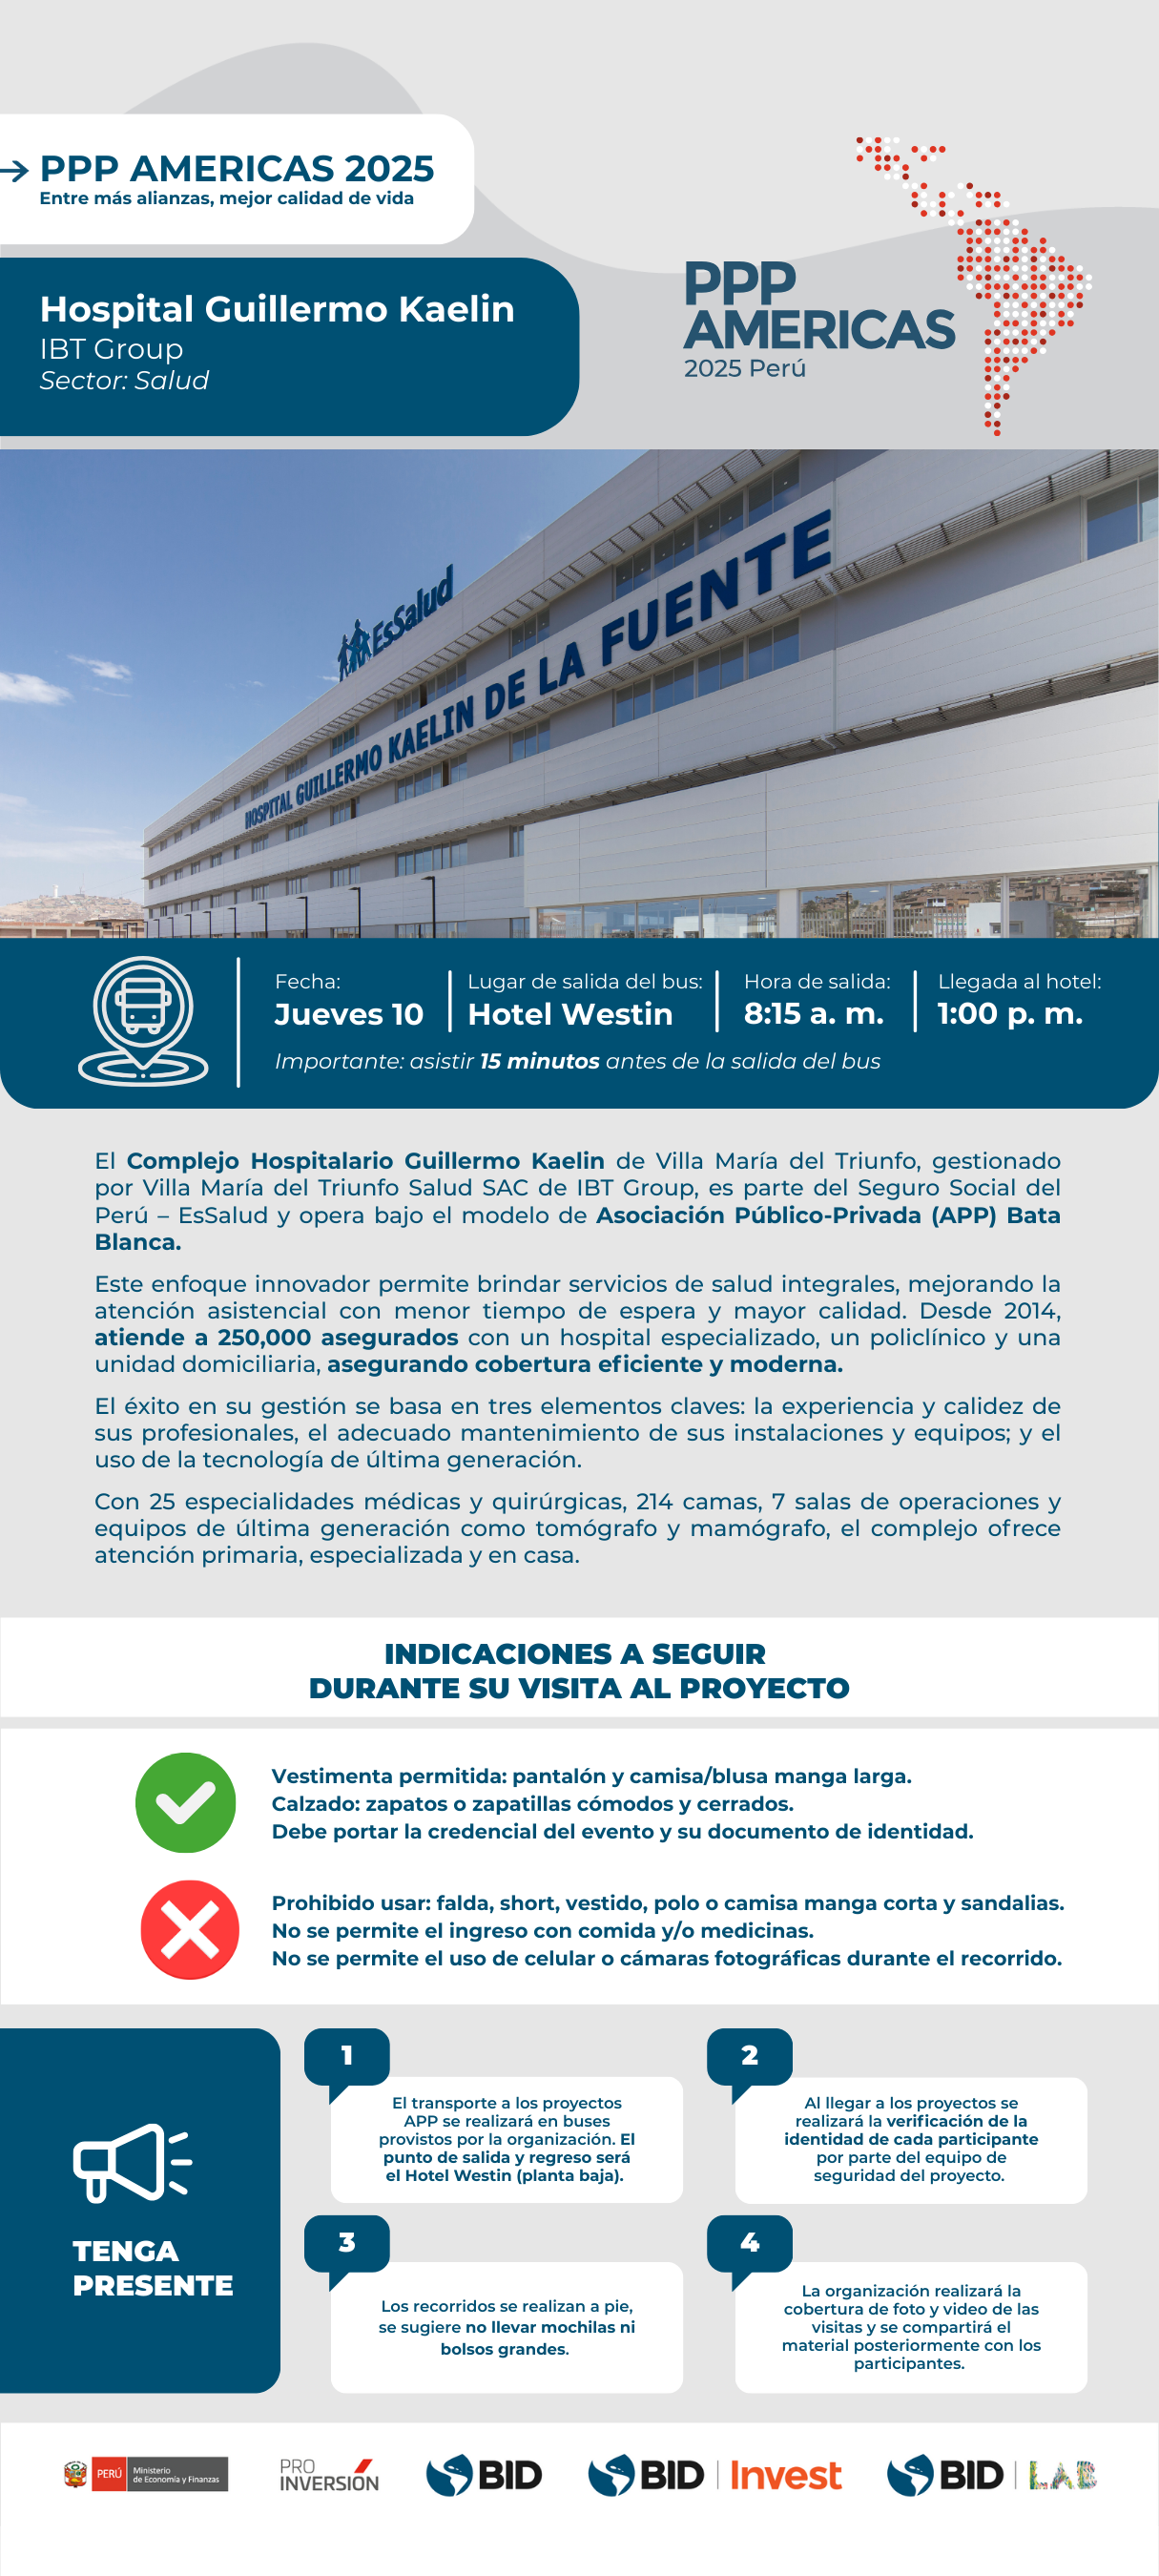 PPP AMERICAS 2025
Entre más alianzas, mejor calidad de vida
Hospital Guillermo Kaelin
IBT Group
Sector: Salud
PPP
AMERICAS
2025 Perú
EsSalud
HOSPITAL GUILLERMO KAELIN DE LA FUENTE
Fecha:
Jueves 10
Lugar de salida del bus:
Hotel Westin
Hora de salida:
8:15 a. m.
Llegada al hotel:
1:00 p. m.
Importante: asistir 15 minutos antes de la salida del bus
El Complejo Hospitalario Guillermo Kaelin de Villa María del Triunfo, gestionado
por Villa María del Triunfo Salud SAC de IBT Group, es parte del Seguro Social del
Perú – EsSalud y opera bajo el modelo de Asociación Público-Privada (APP) Bata
Blanca.
Este enfoque innovador permite brindar servicios de salud integrales, mejorando la
atención asistencial con menor tiempo de espera y mayor calidad. Desde 2014,
atiende a 250,000 asegurados con un hospital especializado, un policlínico y una
unidad domiciliaria, asegurando cobertura eficiente y moderna.
El éxito en su gestión se basa en tres elementos claves: la experiencia y calidez de
sus profesionales, el adecuado mantenimiento de sus instalaciones y equipos; y el
uso de la tecnología de última generación.
Con 25 especialidades médicas y quirúrgicas, 214 camas, 7 salas de operaciones y
equipos de última generación como tomógrafo y mamógrafo, el complejo ofrece
atención primaria, especializada y en casa.
INDICACIONES A SEGUIR
DURANTE SU VISITA AL PROYECTO
Vestimenta permitida: pantalón y camisa/blusa manga larga.
Calzado: zapatos o zapatillas cómodos y cerrados.
Debe portar la credencial del evento y su documento de identidad.
Prohibido usar: falda, short, vestido, polo o camisa manga corta y sandalias.
No se permite el ingreso con comida y/o medicinas.
No se permite el uso de celular o cámaras fotográficas durante el recorrido.
TENGA
PRESENTE
1
El transporte a los proyectos
APP se realizará en buses
provistos por la organización. El
punto de salida y regreso será
el Hotel Westin (planta baja).
2
Al llegar a los proyectos se
realizará la verificación de la
identidad de cada participante
por parte del equipo de
seguridad del proyecto.
3
Los recorridos se realizan a pie,
se sugiere no llevar mochilas ni
bolsos grandes.
4
La organización realizará la
cobertura de foto y video de las
visitas y se compartirá el
material posteriormente con los
participantes.
PERÚ
Ministerio
de Economía y Finanzas
PRO
INVERSIÓN
BID
BID Invest
BID LAB